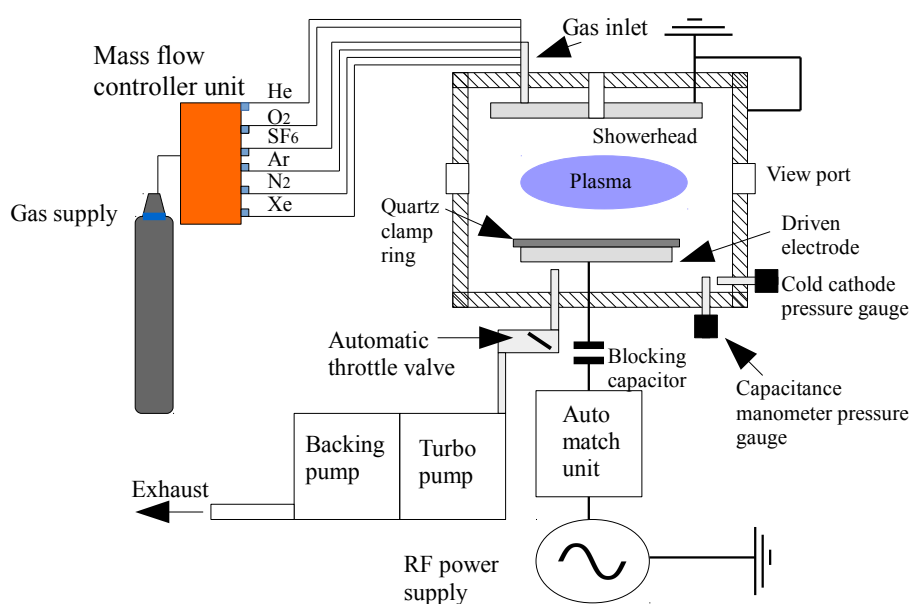 Mass flow
controller unit
Gas inlet
He
O2
SF6
Ar
N2
Xe
Gas supply
Showerhead
Plasma
View port
Quartz
clamp
ring
Driven
electrode
Cold cathode
pressure gauge
Automatic
throttle valve
Blocking
capacitor
Capacitance
manometer pressure
gauge
Backing
pump
Turbo
pump
Auto
match
unit
Exhaust
RF power
supply